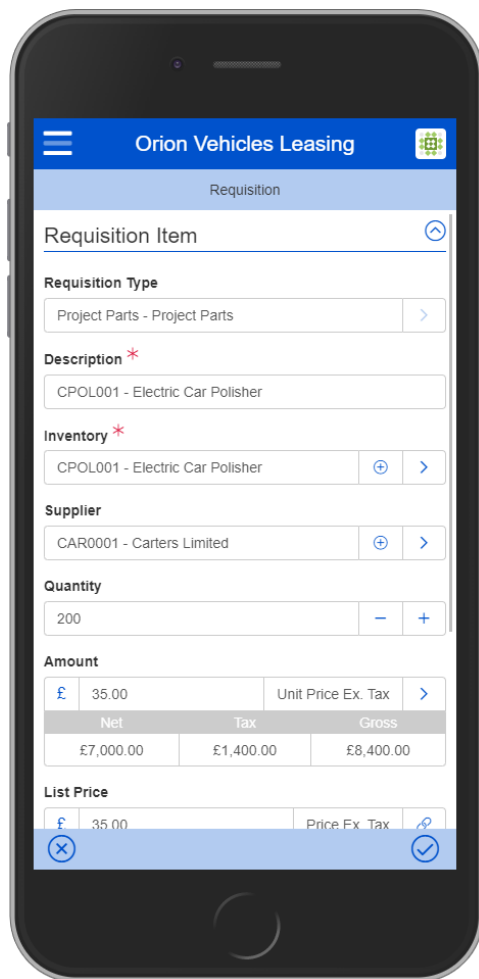 Orion Vehicles Leasing
Requisition
Requisition Item
Requisition Type
Project Parts - Project Parts
Description *
CPOL001 - Electric Car Polisher
Inventory *
CPOL001 - Electric Car Polisher
Supplier
CAR0001 - Carters Limited
Quantity
200 − +
Amount
£ 35.00 Unit Price Ex. Tax
Net Tax Gross
£7,000.00 £1,400.00 £8,400.00
List Price
£ 35.00 Price Ex. Tax